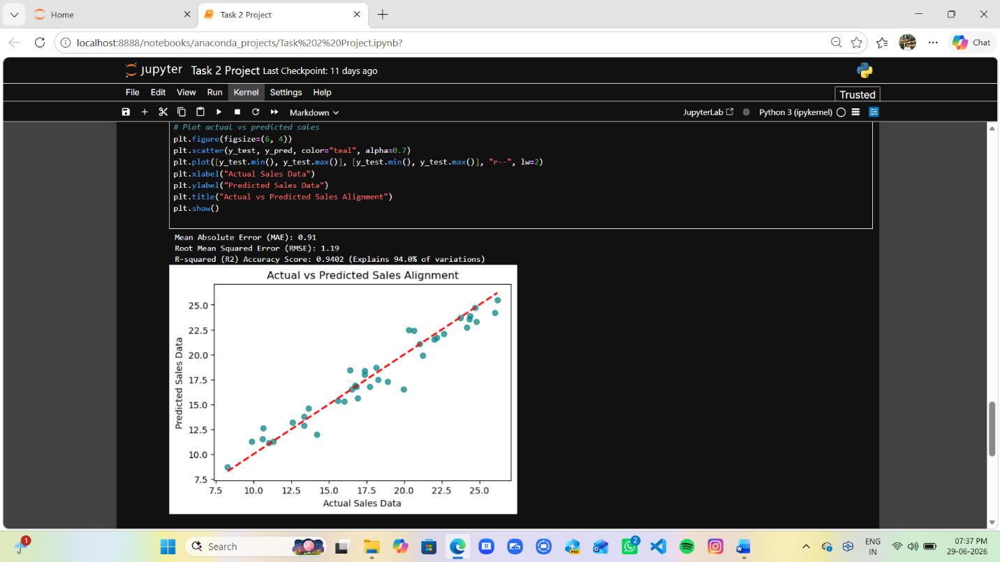 Home
Task 2 Project
localhost:8888/notebooks/anaconda_projects/Task%202%20Project.ipynb?
Chat
jupyter Task 2 Project Last Checkpoint: 11 days ago
File Edit View Run Kernel Settings Help
Trusted
Markdown
JupyterLab
Python 3 (ipykernel)
# Plot actual vs predicted sales
plt.figure(figsize=(6, 4))
plt.scatter(y_test, y_pred, color="teal", alpha=0.7)
plt.plot([y_test.min(), y_test.max()], [y_test.min(), y_test.max()], "r--", lw=2)
plt.xlabel("Actual Sales Data")
plt.ylabel("Predicted Sales Data")
plt.title("Actual vs Predicted Sales Alignment")
plt.show()
Mean Absolute Error (MAE): 0.91
Root Mean Squared Error (RMSE): 1.19
R-squared (R2) Accuracy Score: 0.9402 (Explains 94.0% of variations)
Actual vs Predicted Sales Alignment
Predicted Sales Data
25.0
22.5
20.0
17.5
15.0
12.5
10.0
7.5
7.5 10.0 12.5 15.0 17.5 20.0 22.5 25.0
Actual Sales Data
1
Search
PRE
2
W
ENG
IN
07:37 PM
29-06-2026